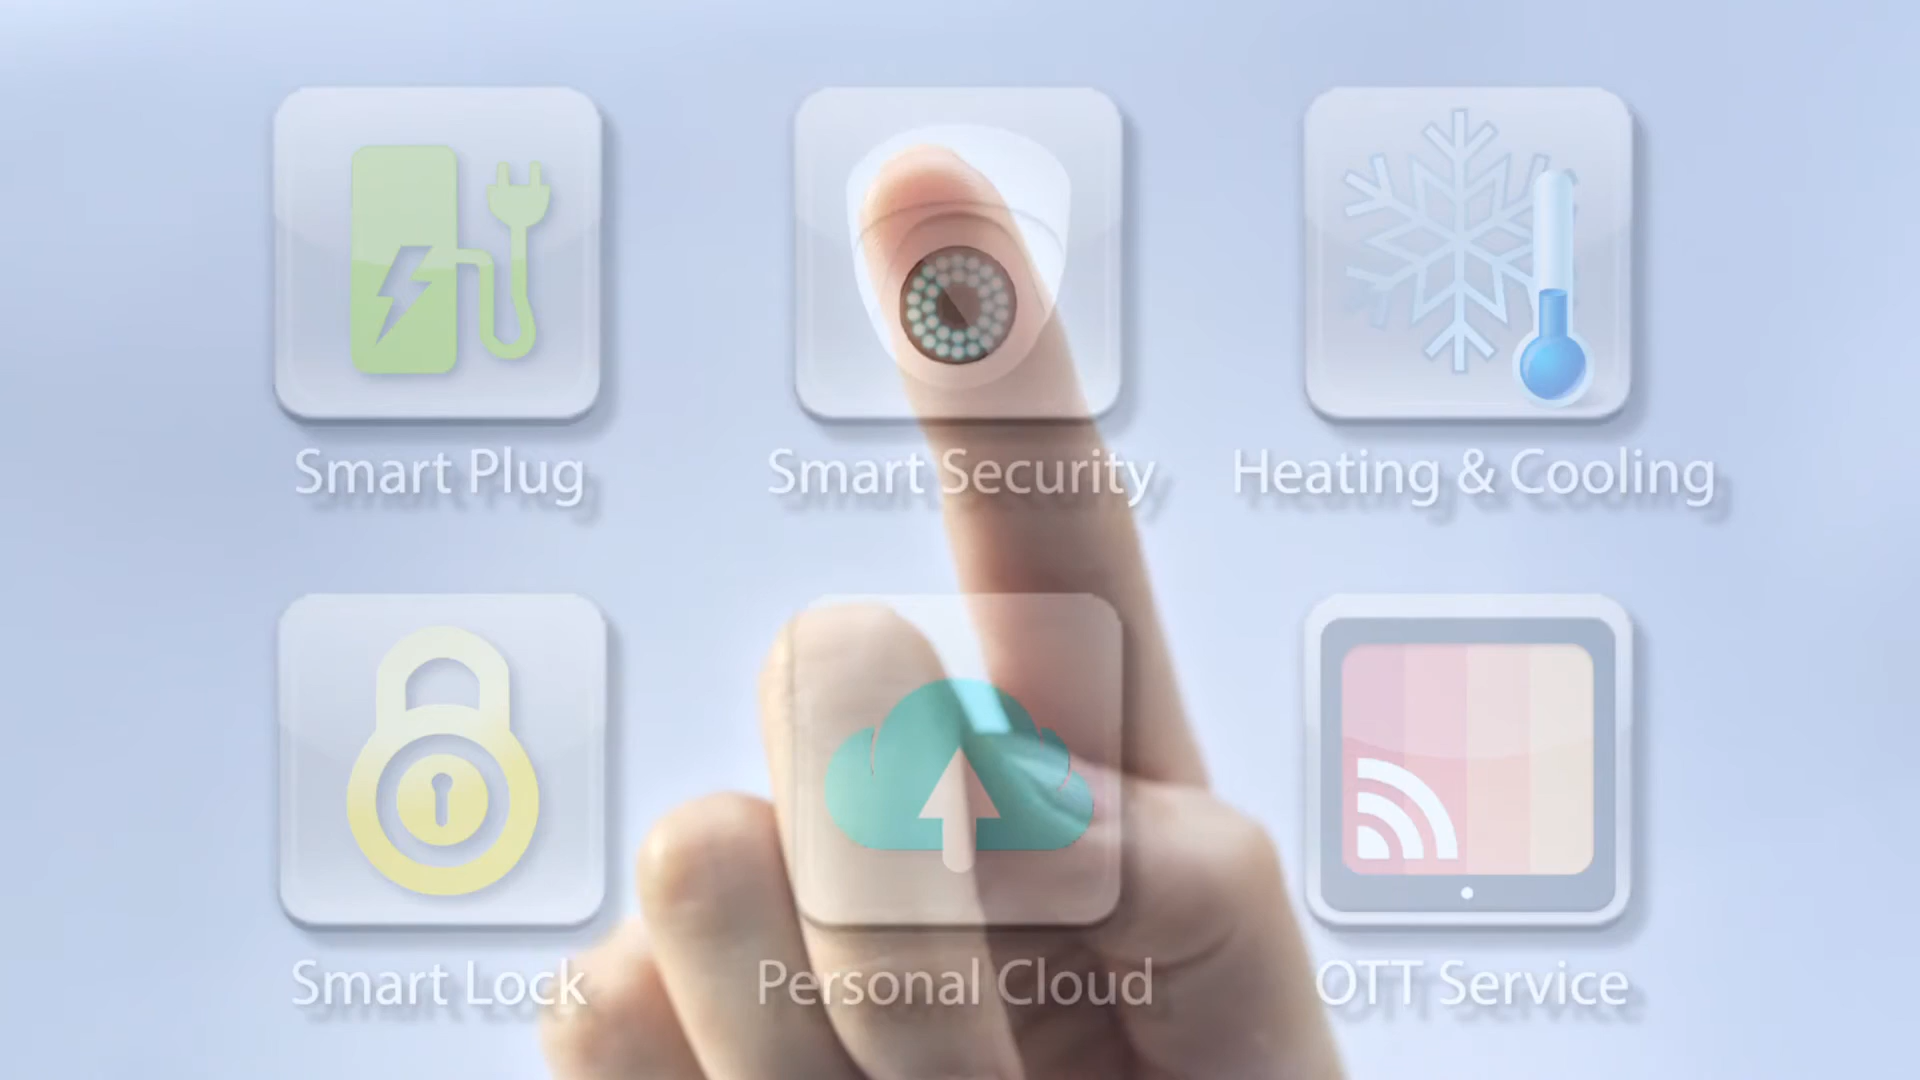 Smart Plug
Smart Security
Heating & Cooling
Smart Lock
Personal Cloud
OTT Service